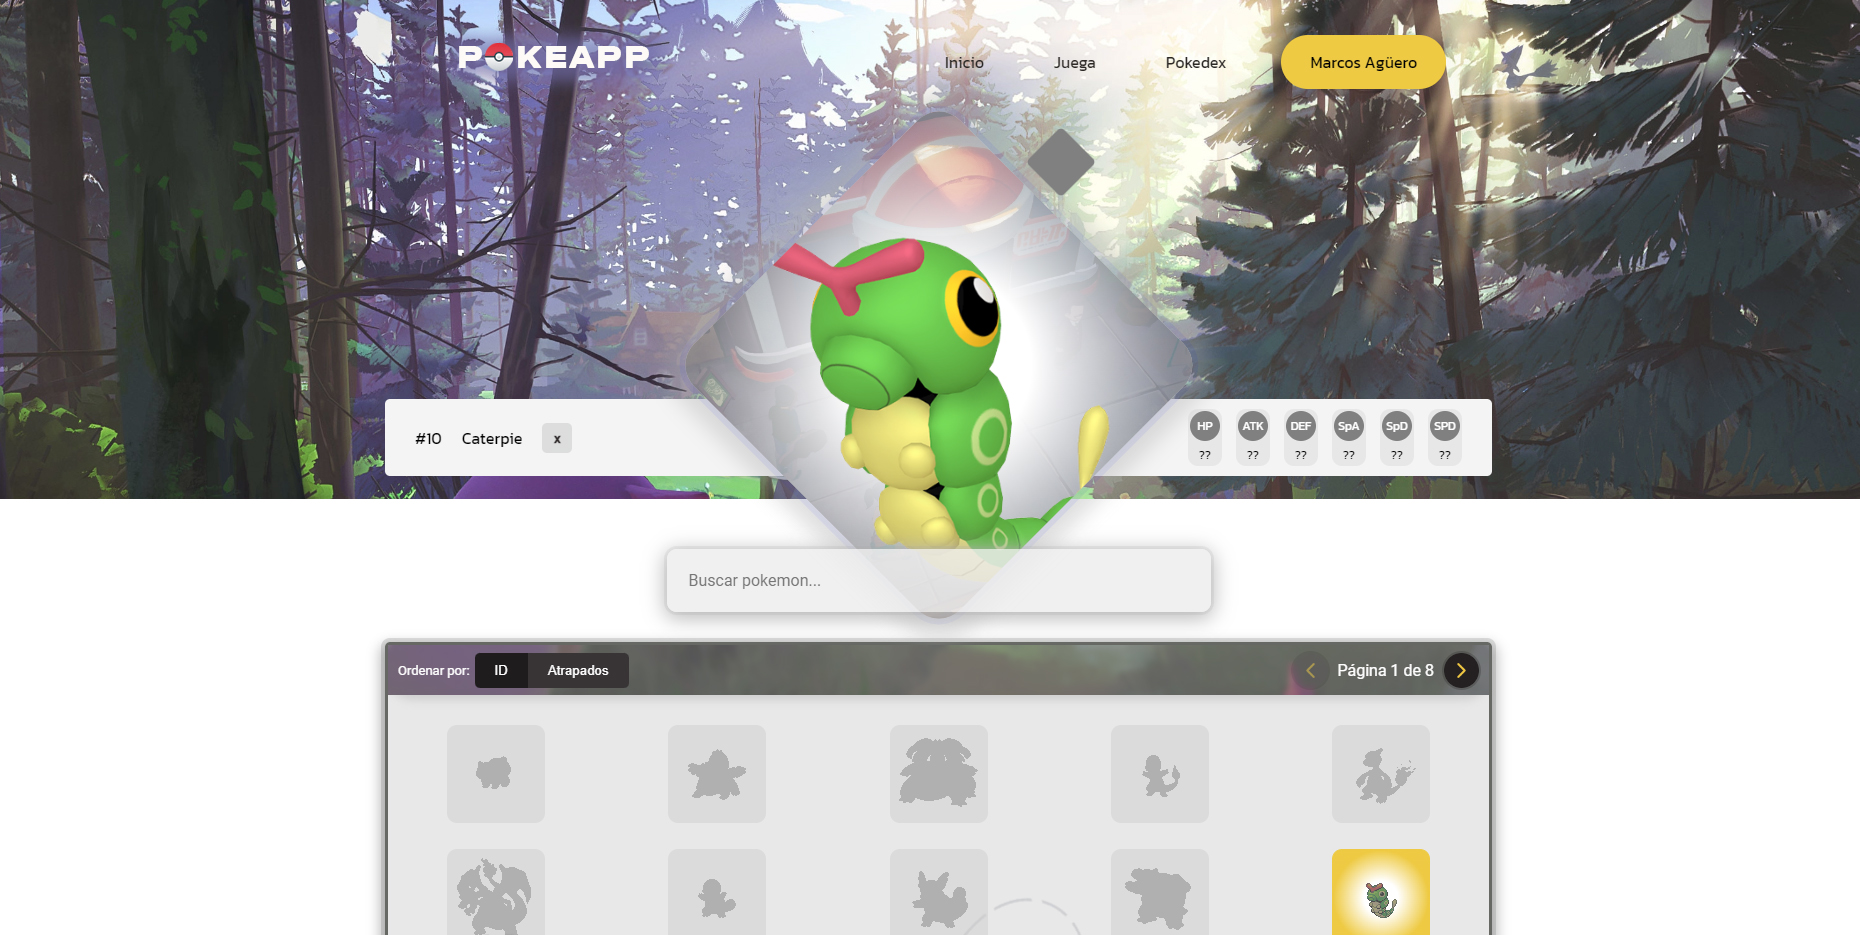 POKEAPP
Inicio
Juega
Pokedex
Marcos Agüero
#10 Caterpie x
HP ATK DEF SpA SpD SPD
?? ?? ?? ?? ?? ??
Buscar pokemon...
Ordenar por: ID Atrapados
Página 1 de 8